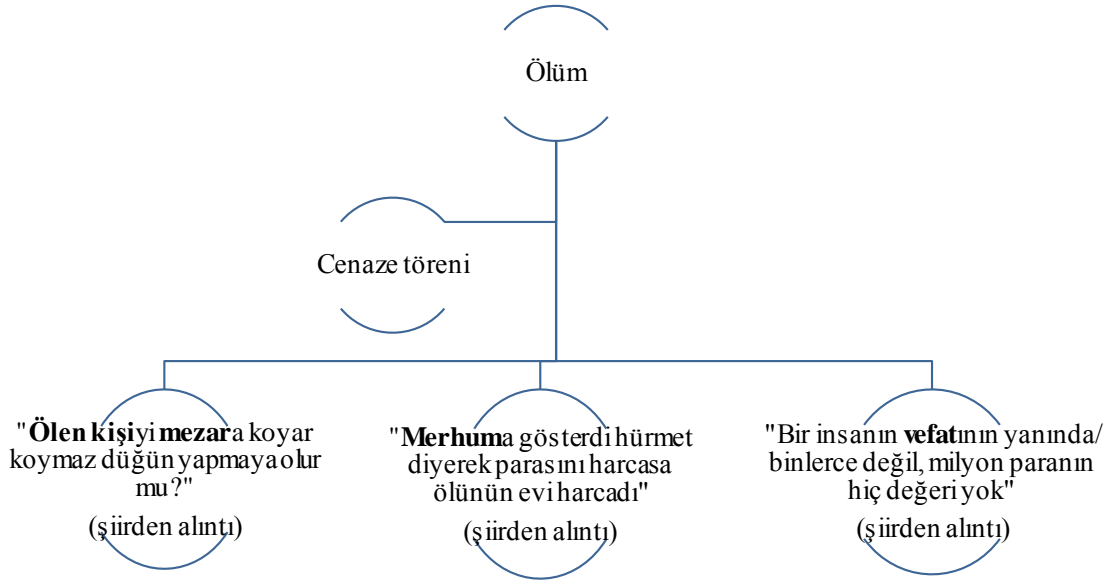 Ölüm
Cenaze töreni
"Ölen kişiyi mezara koyar
koymaz düğün yapmaya olur
mu?"
(şiirden alıntı)
"Merhuma gösterdi hürmet
diyerek parasını harcasa
ölünün evi harcadı"
(şiirden alıntı)
"Bir insanın vefatının yanında/
binlerce değil, milyon paranın
hiç değeri yok"
(şiirden alıntı)